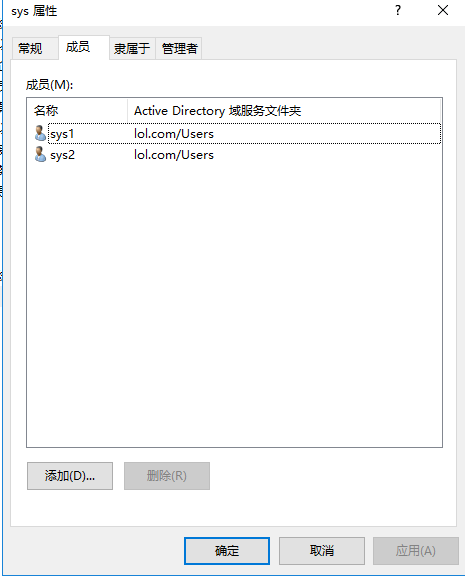 sys 属性
?
常规 成员 隶属于 管理者
成员(M):
名称 Active Directory 域服务文件夹
sys1 lol.com/Users
sys2 lol.com/Users
添加(D)... 删除(R)
确定 取消 应用(A)